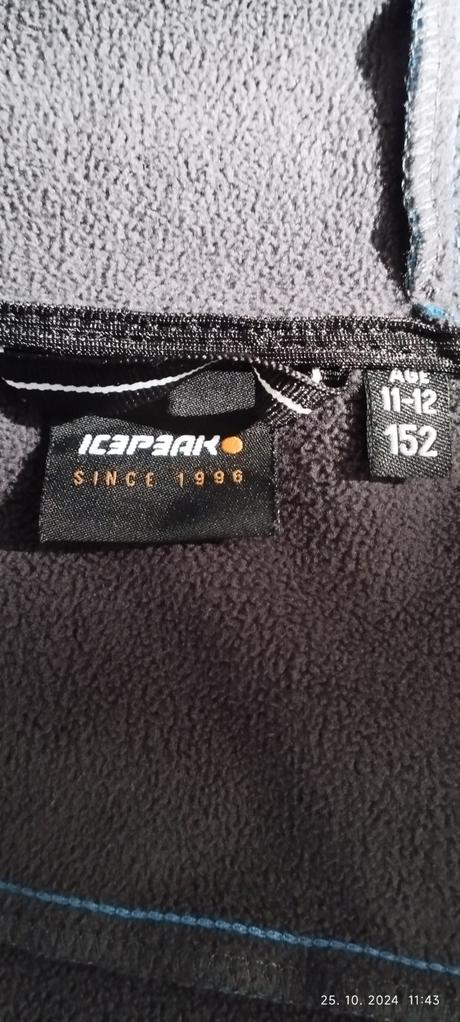 AGE
11-12
152
ICEPEAK
SINCE 1996
25. 10. 2024 11:43